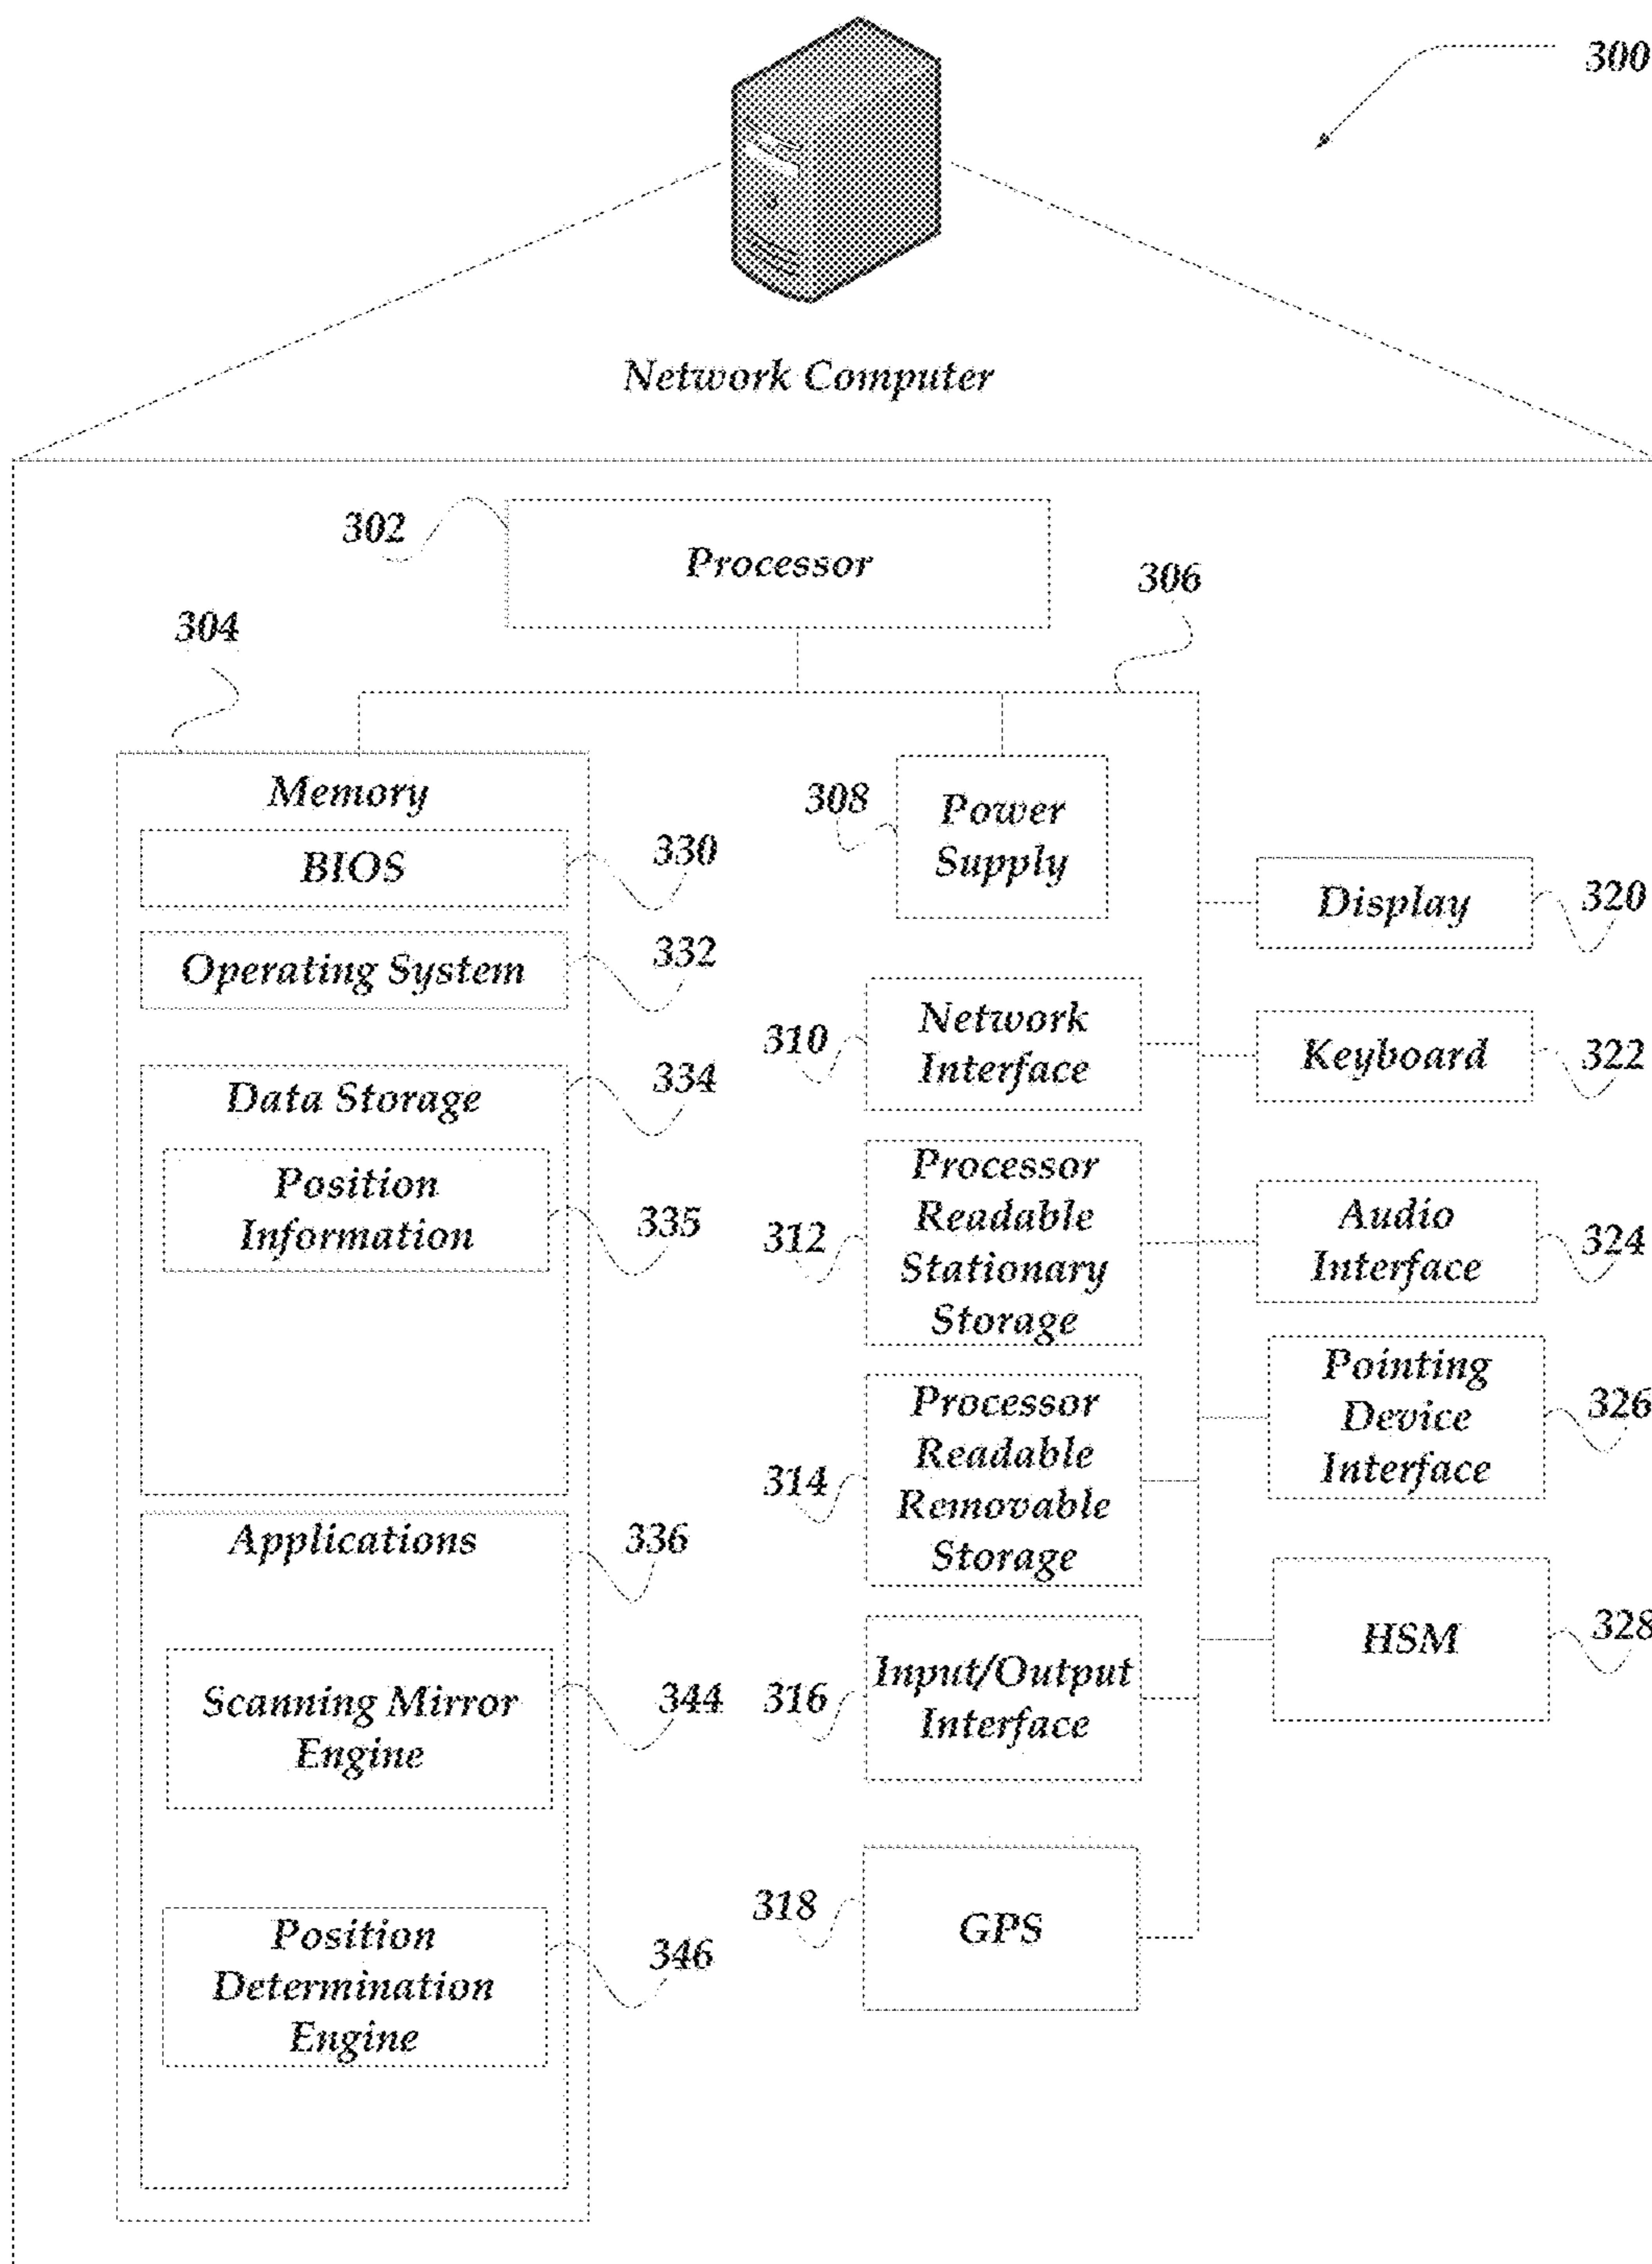 300
Network Computer
302
Processor
306
304
Memory
BIOS
330
Operating System
332
Data Storage
334
Position
Information
335
Applications
336
Scanning Mirror
Engine
344
Position
Determination
Engine
346
308
Power
Supply
310
Network
Interface
312
Processor
Readable
Stationary
Storage
314
Processor
Readable
Removable
Storage
316
Input/Output
Interface
318
GPS
Display
320
Keyboard
322
Audio
Interface
324
Pointing
Device
Interface
326
HSM
328